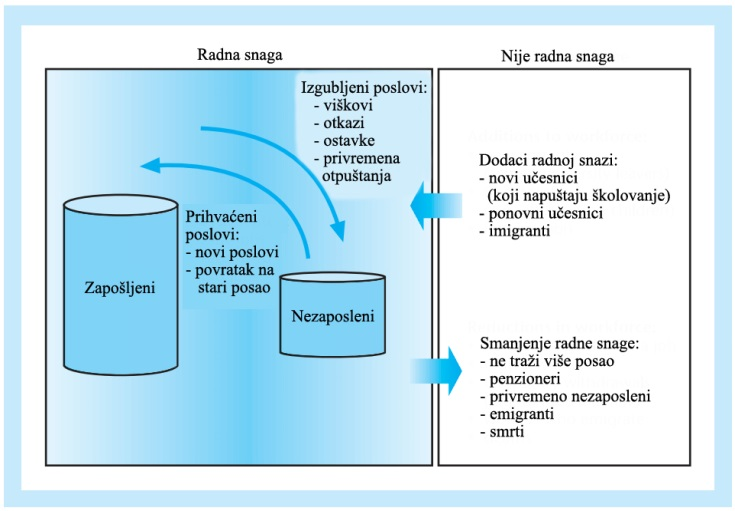 Radna snaga
Nije radna snaga
Izgubljeni poslovi:
- viškovi
- otkazi
- ostavke
- privremena
otpuštanja
Prihvaćeni
poslovi:
- novi poslovi
- povratak na
stari posao
Zapošljeni
Nezaposleni
Dodaci radnoj snazi:
- novi učesnici
(koji napuštaju školovanje)
- ponovni učesnici
- imigranti
Smanjenje radne snage:
- ne traži više posao
- penzioneri
- privremeno nezaposleni
- emigranti
- smrti